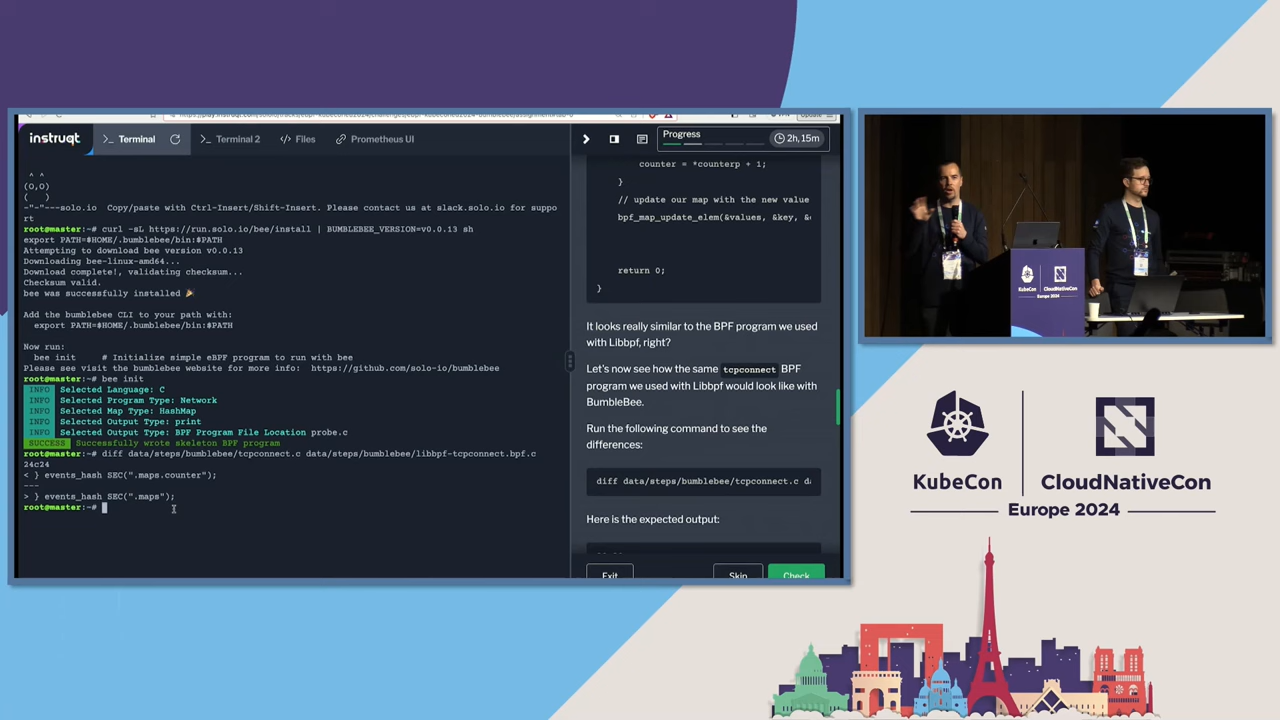 instruqt
>_ Terminal
>_ Terminal 2
</> Files
Prometheus UI
Progress
2h, 15m
^ ^
(O,O)
(   )
-"-"---solo.io  Copy/paste with Ctrl-Insert/Shift-Insert. Please contact us at slack.solo.io for suppo
rt
root@master:~# curl -sL https://run.solo.io/bee/install | BUMBLEBEE_VERSION=v0.0.13 sh
export PATH=$HOME/.bumblebee/bin:$PATH
Attempting to download bee version v0.0.13
Downloading bee-linux-amd64...
Download complete!, validating checksum...
Checksum valid.
bee was successfully installed 🎉
Add the bumblebee CLI to your path with:
export PATH=$HOME/.bumblebee/bin:$PATH
Now run:
bee init     # Initialize simple eBPF program to run with bee
Please see visit the bumblebee website for more info:  https://github.com/solo-io/bumblebee
root@master:~# bee init
INFO  Selected Language: C
INFO  Selected Program Type: Network
INFO  Selected Map Type: HashMap
INFO  Selected Output Type: print
INFO  Selected Output Type: BPF Program File Location probe.c
SUCCESS  Successfully wrote skeleton BPF program
root@master:~# diff data/steps/bumblebee/tcpconnect.c data/steps/bumblebee/libbpf-tcpconnect.bpf.c
24c24
< } events_hash SEC(".maps.counter");
---
> } events_hash SEC(".maps");
root@master:~#
counter = *counterp + 1;
}
// update our map with the new value
bpf_map_update_elem(&values, &key, &
return 0;
}
It looks really similar to the BPF program we used
with Libbpf, right?
Let's now see how the same tcpconnect BPF
program we used with Libbpf would look like with
BumbleBee.
Run the following command to see the
differences:
diff data/steps/bumblebee/tcpconnect.c da
Here is the expected output:
Exit
Skip
Check
KubeCon
CloudNativeCon
Europe 2024
KubeCon
CloudNativeCon
Europe 2024